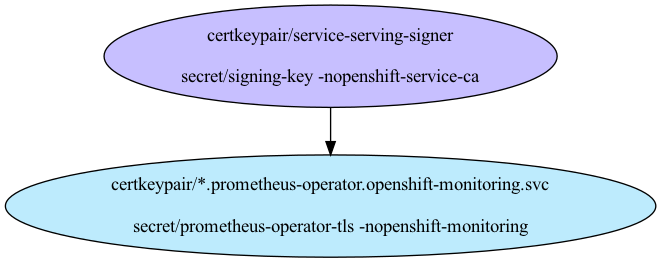 certkeypair/service-serving-signer
secret/signing-key -nopenshift-service-ca
certkeypair/*.prometheus-operator.openshift-monitoring.svc
secret/prometheus-operator-tls -nopenshift-monitoring